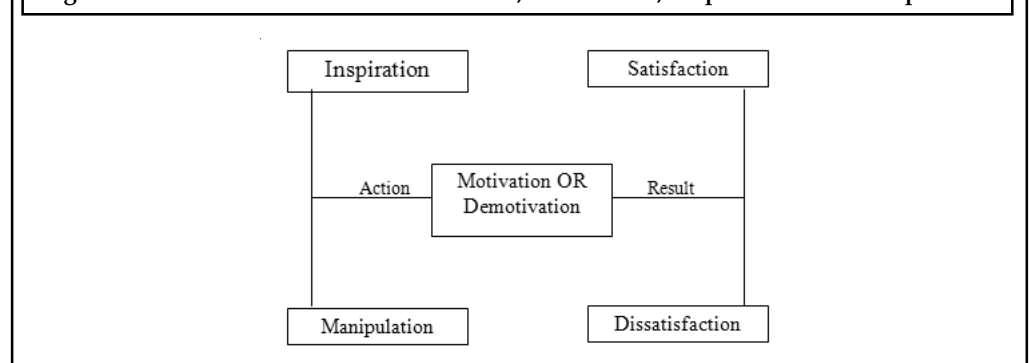 Inspiration
Satisfaction
Action
Motivation OR
Demotivation
Result
Manipulation
Dissatisfaction